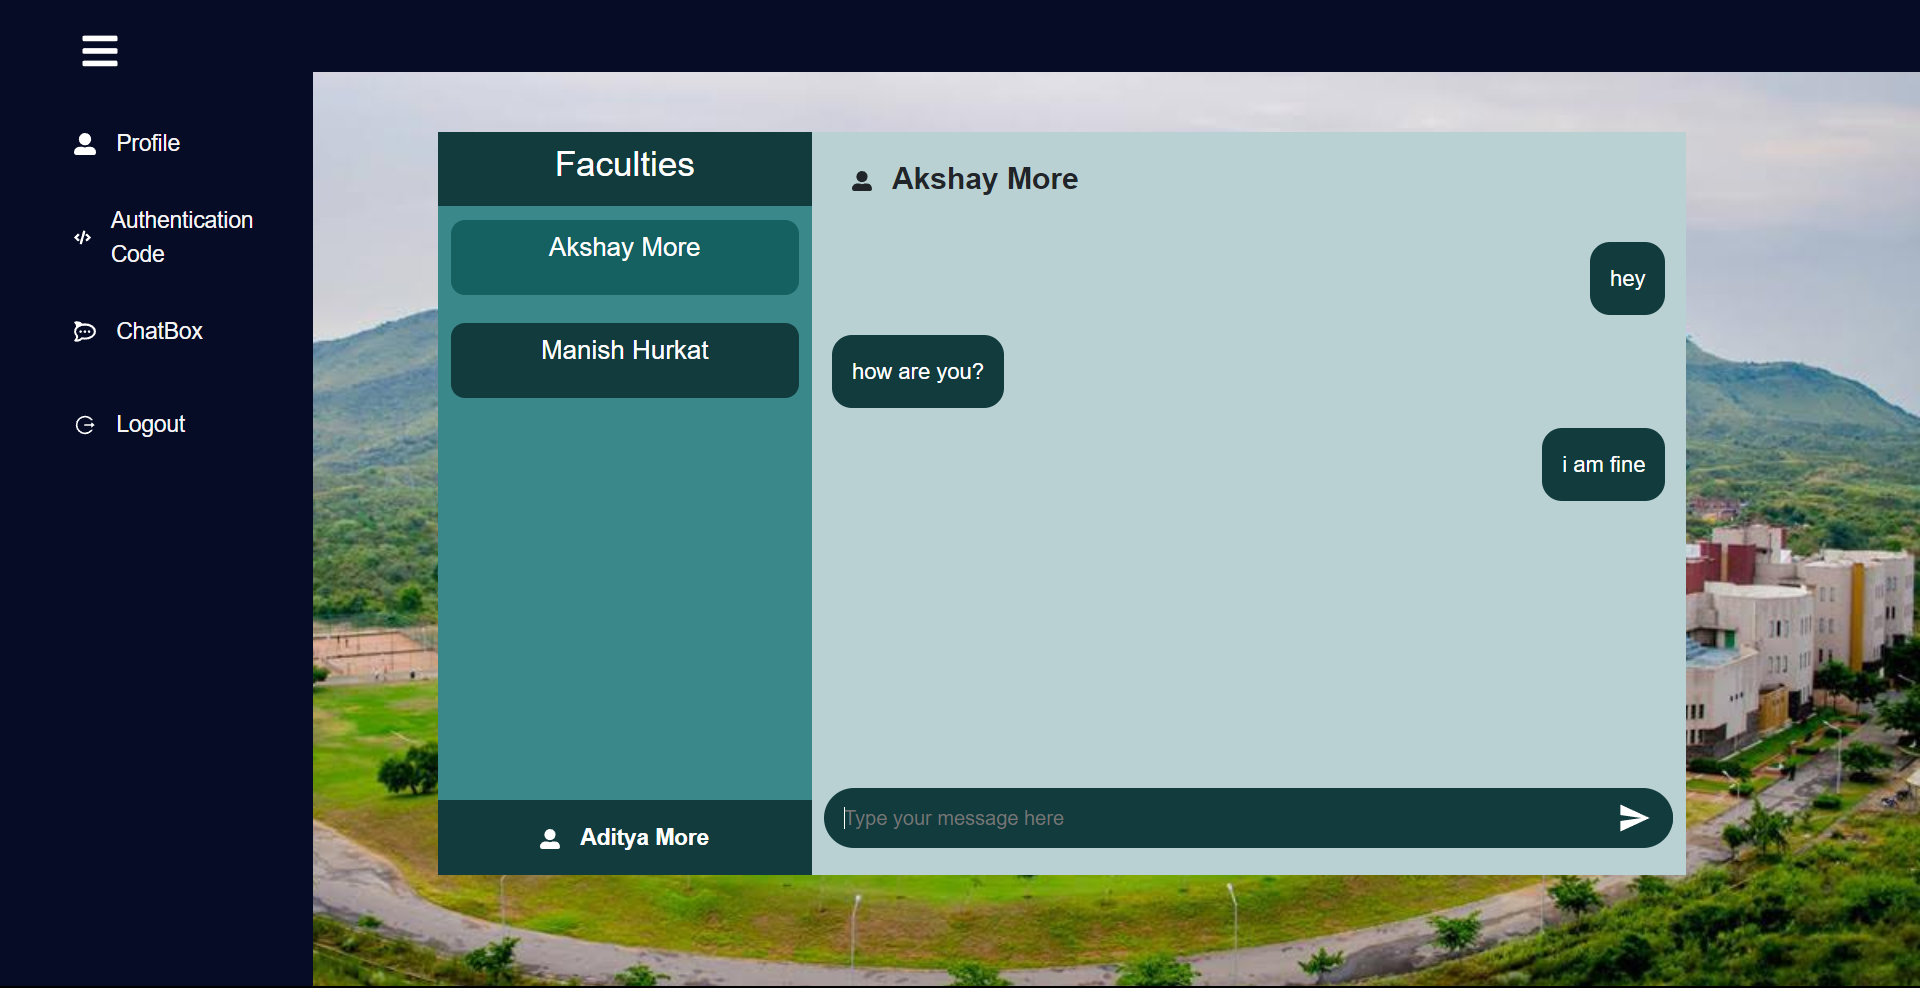 Profile
Authentication
Code
ChatBox
Logout
Faculties
Akshay More
Manish Hurkat
Aditya More
Akshay More
hey
how are you?
i am fine
Type your message here